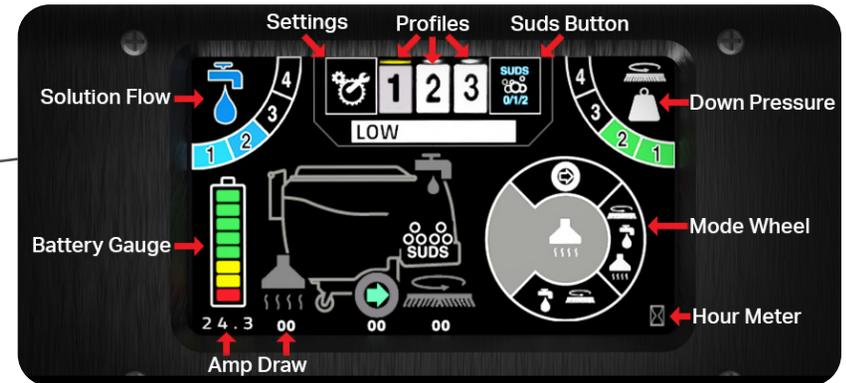 Settings
Profiles
Suds Button
Solution Flow
4
3
2
1
1
2
3
SUDS
0/1/2
4
3
2
1
Down Pressure
LOW
Battery Gauge
SUDS
Mode Wheel
24.3
00
00
00
Hour Meter
Amp Draw